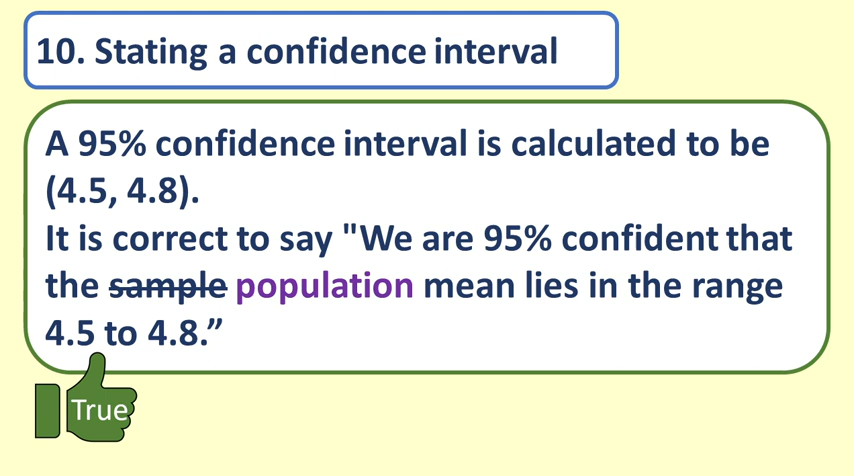 10. Stating a confidence interval
A 95% confidence interval is calculated to be
(4.5, 4.8).
It is correct to say "We are 95% confident that
the sample population mean lies in the range
4.5 to 4.8.”
True